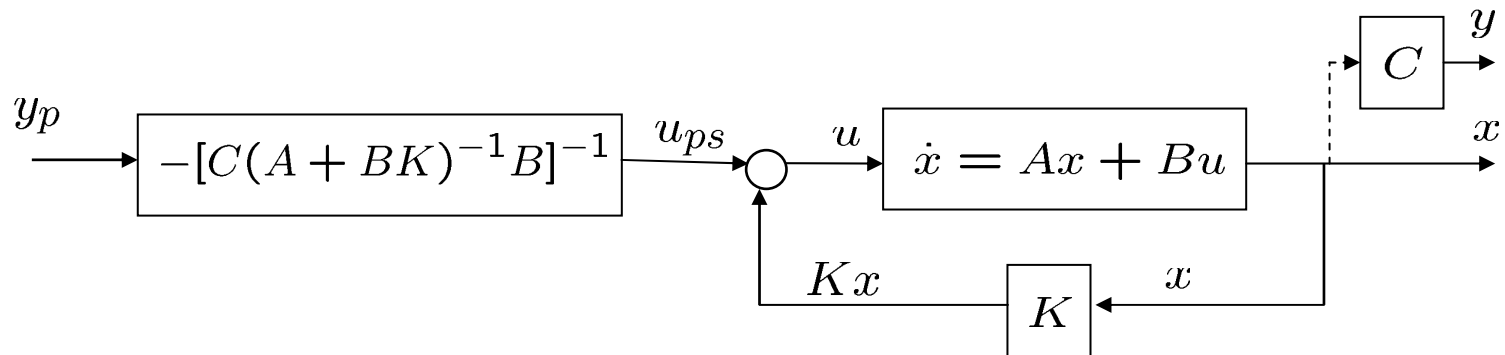 y
C
y_p
-[C(A + BK)^{-1}B]^{-1}
u_{ps}
u
ẋ = Ax + Bu
x
Kx
K
x